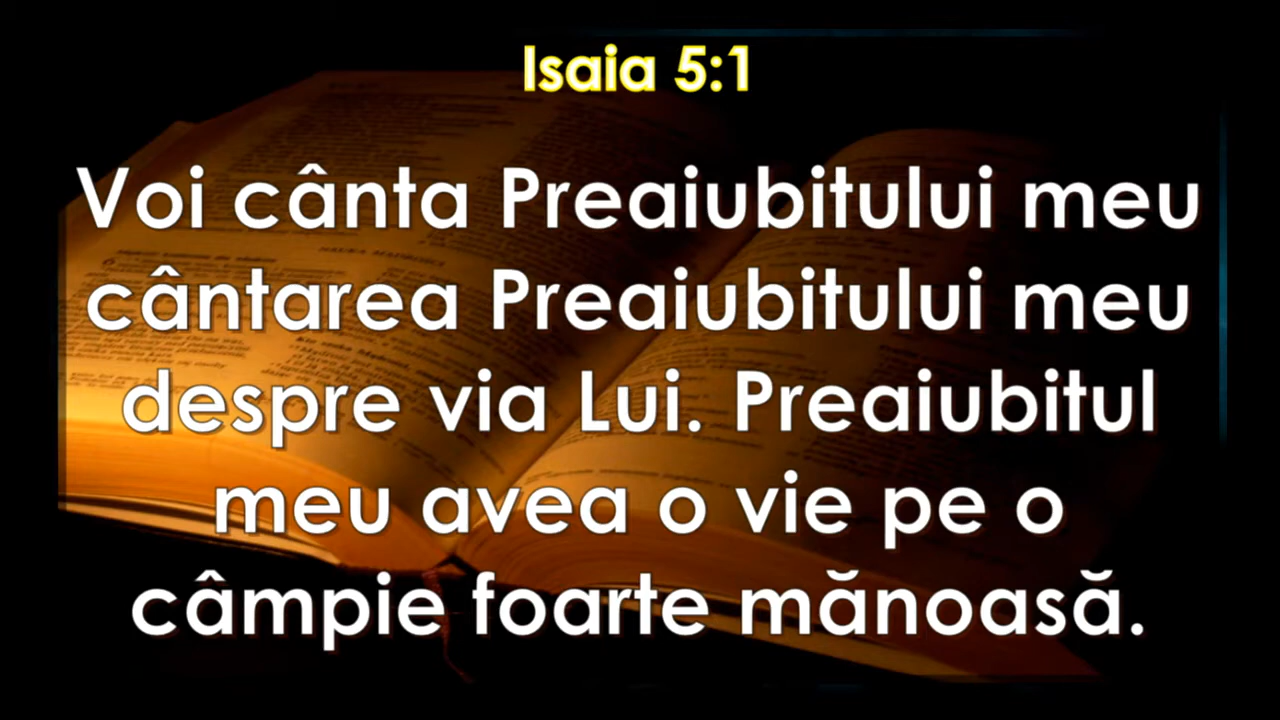 Isaia 5:1
Voi cânta Preaiubitului meu
cântarea Preaiubitului meu
despre via Lui. Preaiubitul
meu avea o vie pe o
câmpie foarte mănoasă.